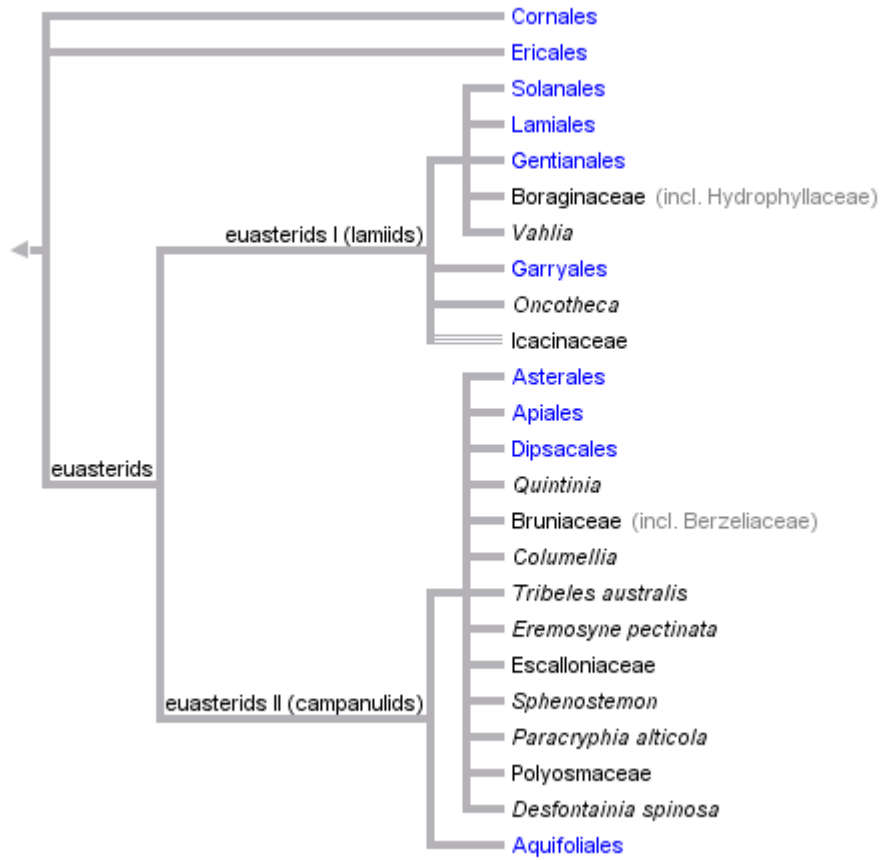 Cornales
Ericales
Solanales
Lamiales
Gentianales
Boraginaceae (incl. Hydrophyllaceae)
euasterids I (lamiids)
Vahlia
Garryales
Oncotheca
Icacinaceae
Asterales
Apiales
Dipsacales
euasterids
Quintinia
Bruniaceae (incl. Berzeliaceae)
Columellia
Tribeles australis
Eremosyne pectinata
Escalloniaceae
euasterids II (campanulids)
Sphenostemon
Paracryphia alticola
Polyosmaceae
Desfontainia spinosa
Aquifoliales